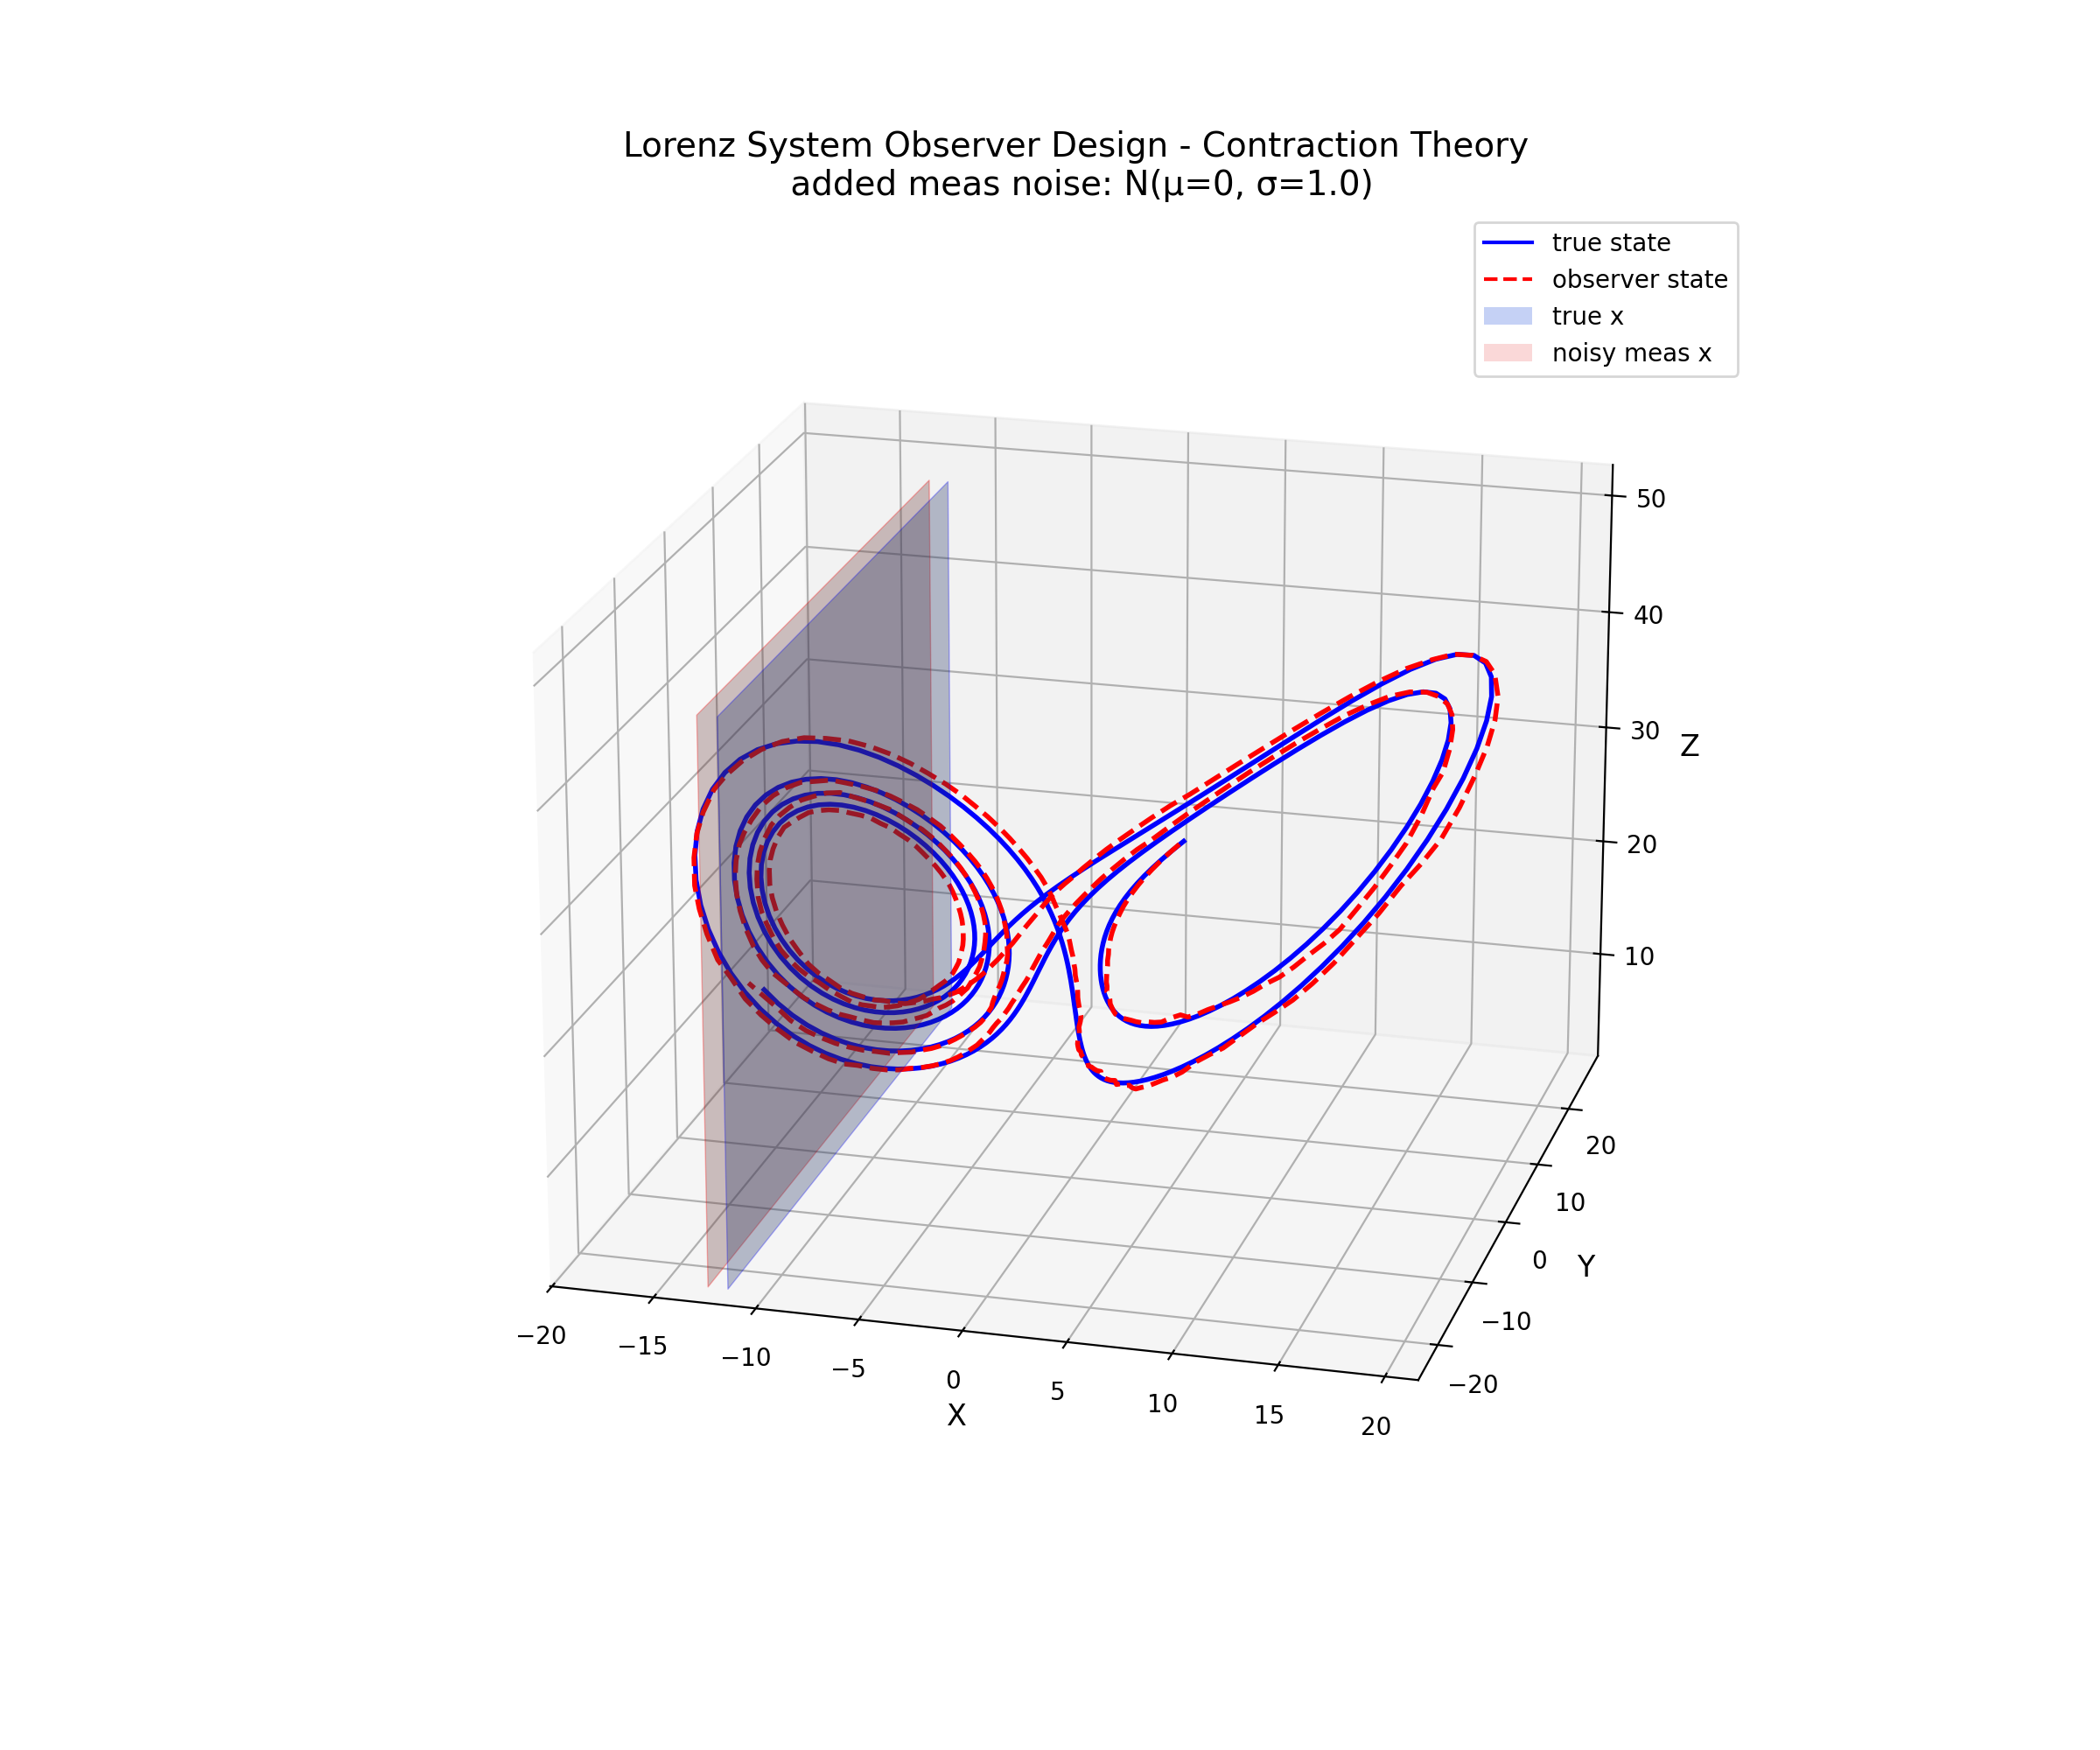 Lorenz System Observer Design - Contraction Theory
added meas noise: N(μ=0, σ=1.0)
true state
observer state
true x
noisy meas x
50
40
30
Z
20
10
20
10
0
Y
−10
−20
−20
−15
−10
−5
0
5
10
15
20
X